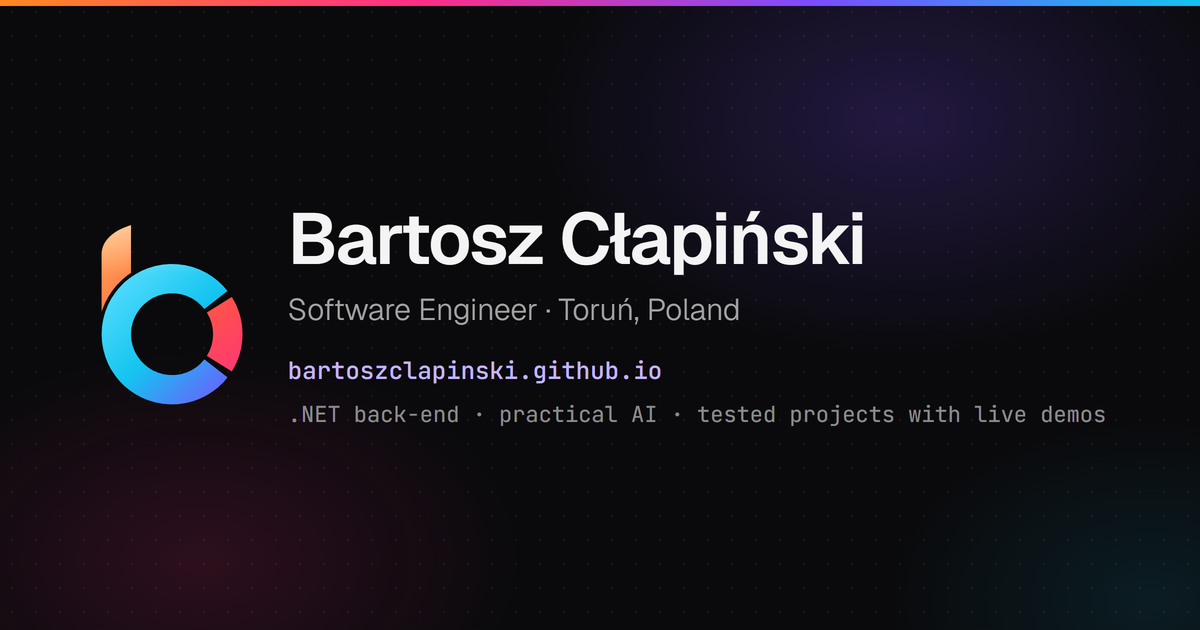 Bartosz Cłapiński
Software Engineer · Toruń, Poland
bartoszclapinski.github.io
.NET back-end · practical AI · tested projects with live demos